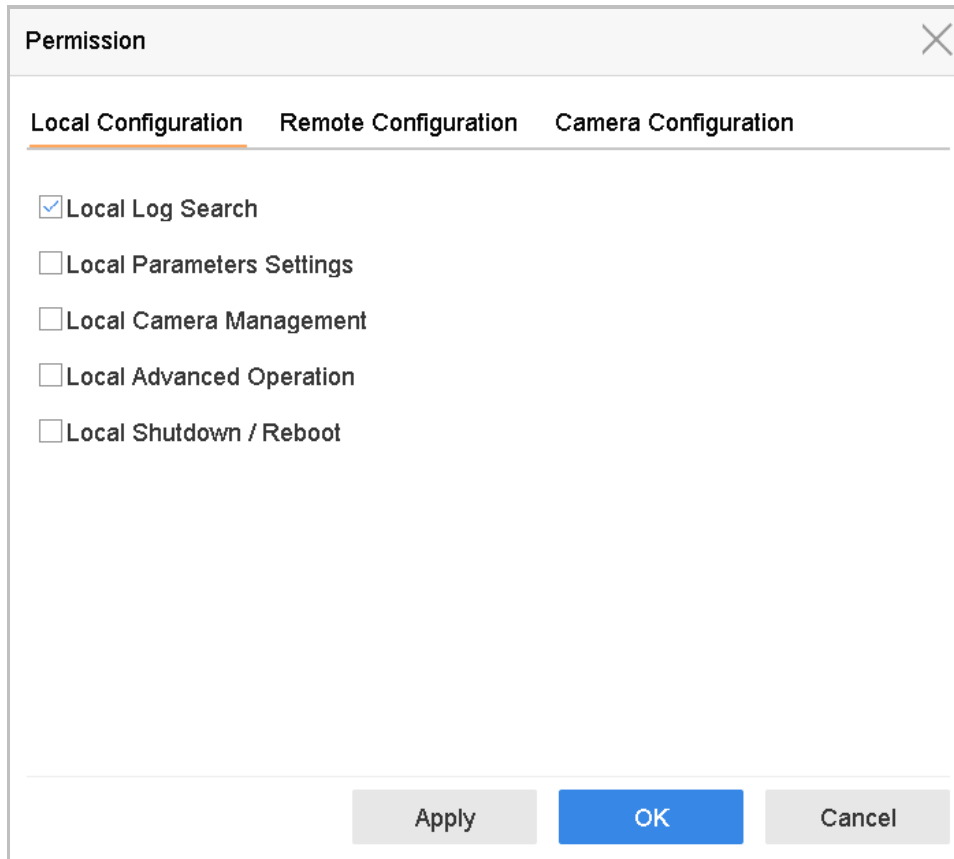 Permission
Local Configuration Remote Configuration Camera Configuration
Local Log Search
Local Parameters Settings
Local Camera Management
Local Advanced Operation
Local Shutdown / Reboot
Apply OK Cancel